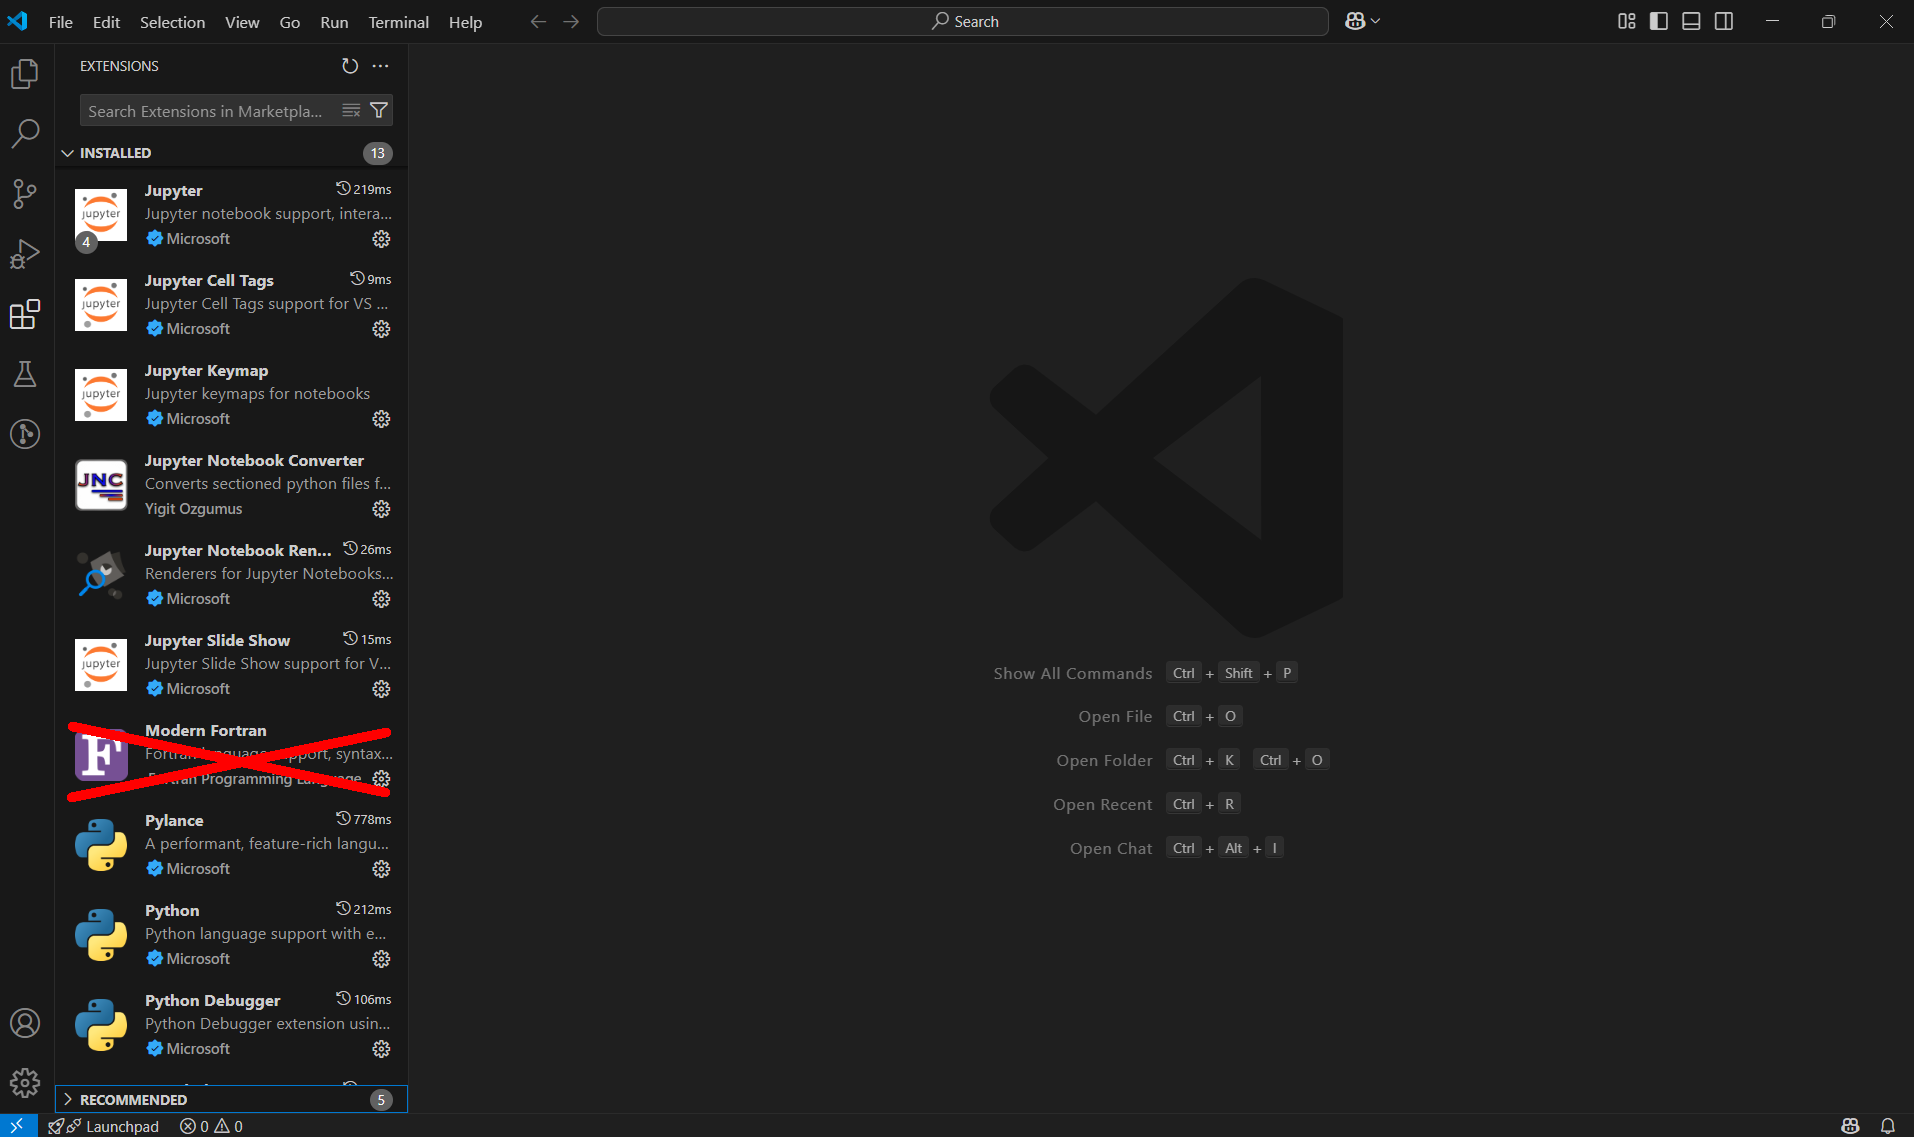 File Edit Selection View Go Run Terminal Help Search
EXTENSIONS
Search Extensions in Marketpla...
INSTALLED 13
Jupyter 219ms
Jupyter notebook support, intera...
Microsoft
jupyter
4
Jupyter Cell Tags 9ms
Jupyter Cell Tags support for VS ...
Microsoft
jupyter
Jupyter Keymap
Jupyter keymaps for notebooks
Microsoft
jupyter
Jupyter Notebook Converter
Converts sectioned python files f...
Yigit Ozgumus
JNC
Jupyter Notebook Ren... 26ms
Renderers for Jupyter Notebooks...
Microsoft
Jupyter Slide Show 15ms
Jupyter Slide Show support for V...
Microsoft
jupyter
Modern Fortran
Fortran language support, syntax...
Fortran Programming Language
F
Pylance 778ms
A performant, feature-rich langu...
Microsoft
Python 212ms
Python language support with e...
Microsoft
Python Debugger 106ms
Python Debugger extension usin...
Microsoft
RECOMMENDED 5
Show All Commands Ctrl + Shift + P
Open File Ctrl + O
Open Folder Ctrl + K Ctrl + O
Open Recent Ctrl + R
Open Chat Ctrl + Alt + I
Launchpad 0 0